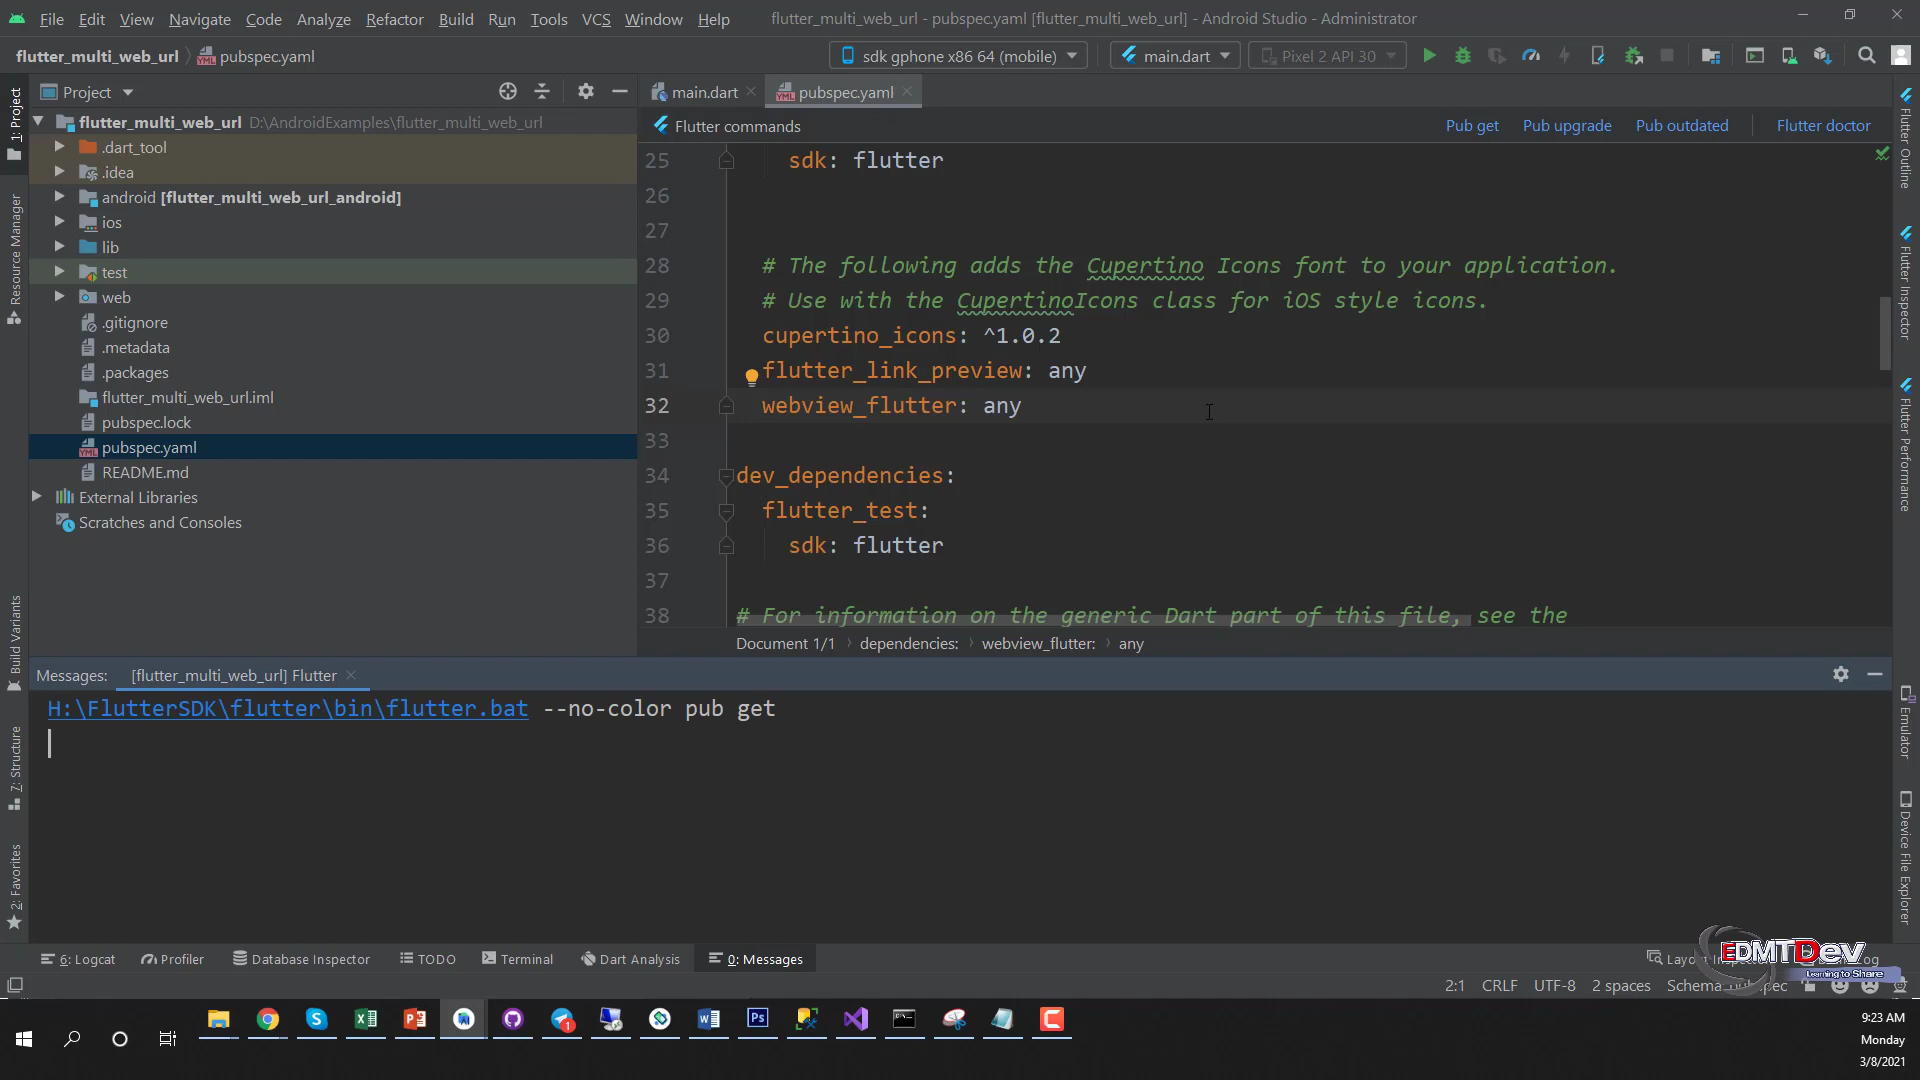 File Edit View Navigate Code Analyze Refactor Build Run Tools VCS Window Help flutter_multi_web_url - pubspec.yaml [flutter_multi_web_url] - Android Studio - Administrator
flutter_multi_web_url pubspec.yaml sdk gphone x86 64 (mobile) main.dart Pixel 2 API 30
Project
main.dart pubspec.yaml
Flutter commands Pub get Pub upgrade Pub outdated Flutter doctor
flutter_multi_web_url D:\AndroidExamples\flutter_multi_web_url
.dart_tool
.idea
android [flutter_multi_web_url_android]
ios
lib
test
web
.gitignore
.metadata
.packages
flutter_multi_web_url.iml
pubspec.lock
pubspec.yaml
README.md
External Libraries
Scratches and Consoles
1: Project
Resource Manager
Build Variants
7: Structure
2: Favorites
25 sdk: flutter
26
27
28 # The following adds the Cupertino Icons font to your application.
29 # Use with the CupertinoIcons class for iOS style icons.
30 cupertino_icons: ^1.0.2
31 flutter_link_preview: any
32 webview_flutter: any
33
34 dev_dependencies:
35 flutter_test:
36 sdk: flutter
37
38 # For information on the generic Dart part of this file, see the
Document 1/1 dependencies: webview_flutter: any
Flutter Outline
Flutter Inspector
Flutter Performance
Emulator
Device File Explorer
Messages: [flutter_multi_web_url] Flutter
H:\FlutterSDK\flutter\bin\flutter.bat --no-color pub get
6: Logcat Profiler Database Inspector TODO Terminal Dart Analysis 0: Messages
EDMTDev
Learning to Share
2:1 CRLF UTF-8 2 spaces
9:23 AM
Monday
3/8/2021